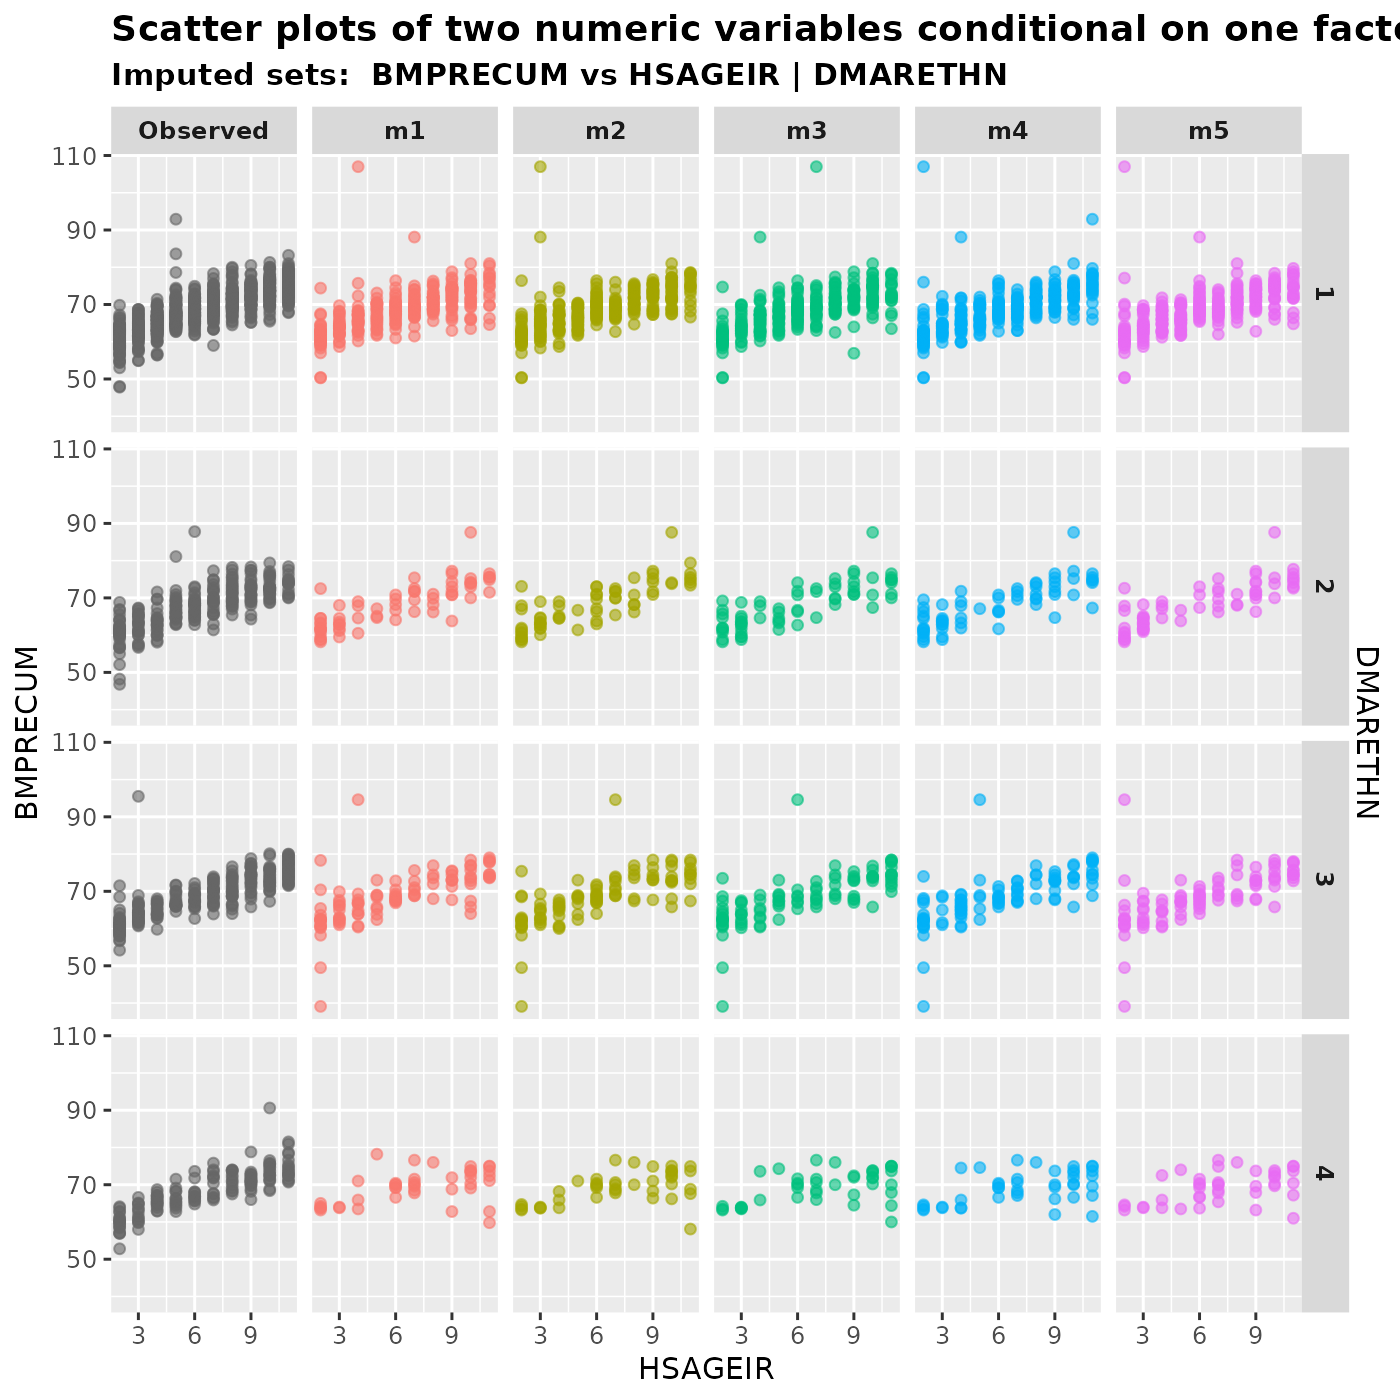 Scatter plots of two numeric variables conditional on one facto
Imputed sets:  BMPRECUM vs HSAGEIR | DMARETHN
Observed m1 m2 m3 m4 m5
110
90
70
50
1
110
90
70
50
2
110
90
70
50
3
110
90
70
50
4
BMPRECUM
DMARETHN
3 6 9 3 6 9 3 6 9 3 6 9 3 6 9 3 6 9
HSAGEIR